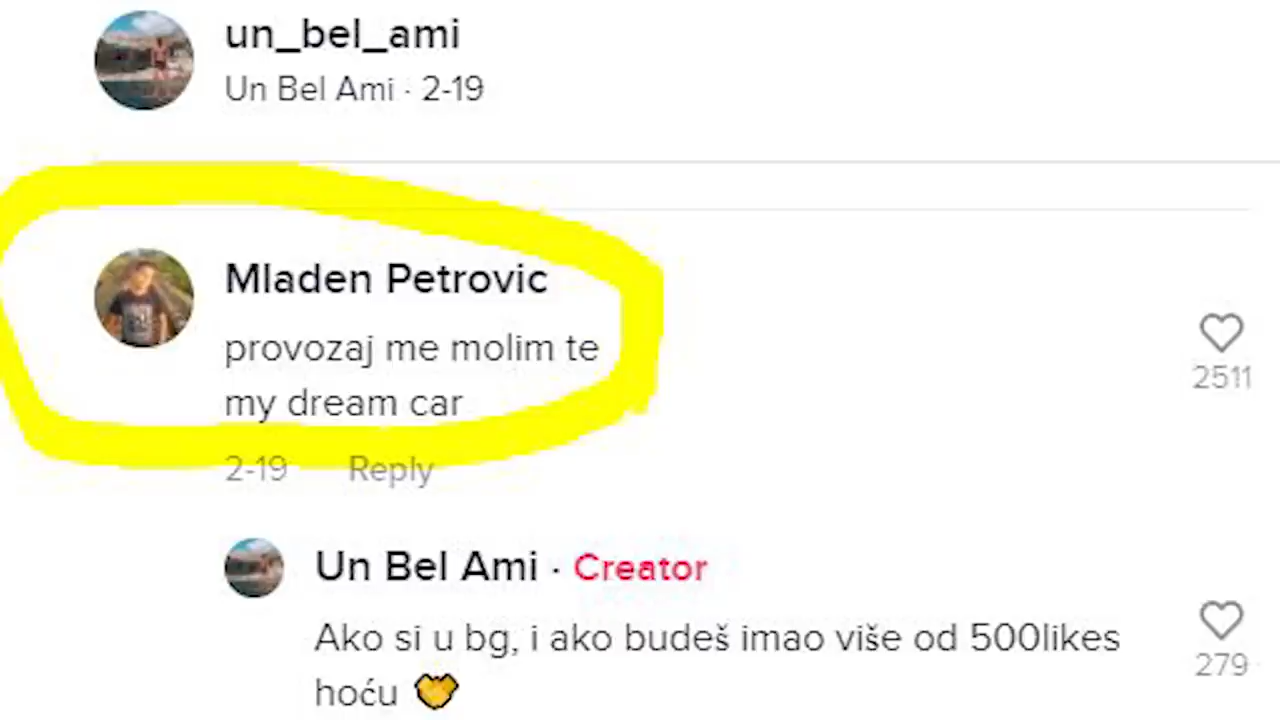 un_bel_ami
Un Bel Ami · 2-19
Mladen Petrovic
provozaj me molim te
my dream car
2511
2-19 Reply
Un Bel Ami · Creator
Ako si u bg, i ako budeš imao više od 500likes
hoću 💛
279